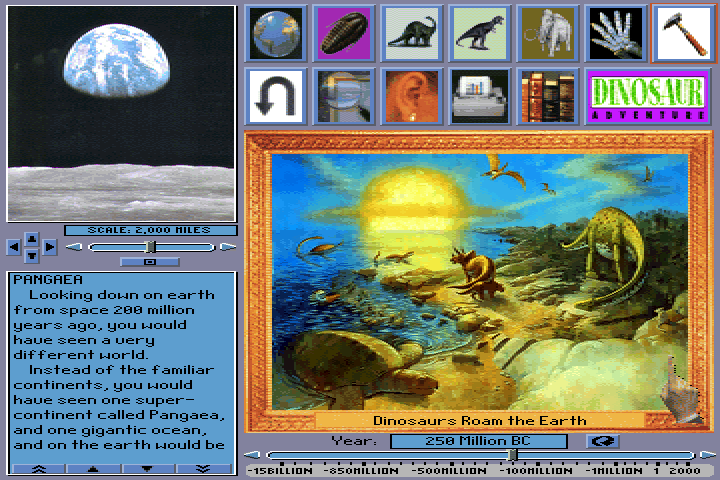 DINOSAUR
ADVENTURE
SCALE: 2,000 MILES
PANGAEA
Looking down on earth
from space 200 million
years ago, you would
have seen a very
different world.
Instead of the familiar
continents, you would
have seen one super-
continent called Pangaea,
and one gigantic ocean,
and on the earth would be
Dinosaurs Roam the Earth
Year: 250 Million BC
-15BILLION -850MILLION -500MILLION -100MILLION -1MILLION 1 2000